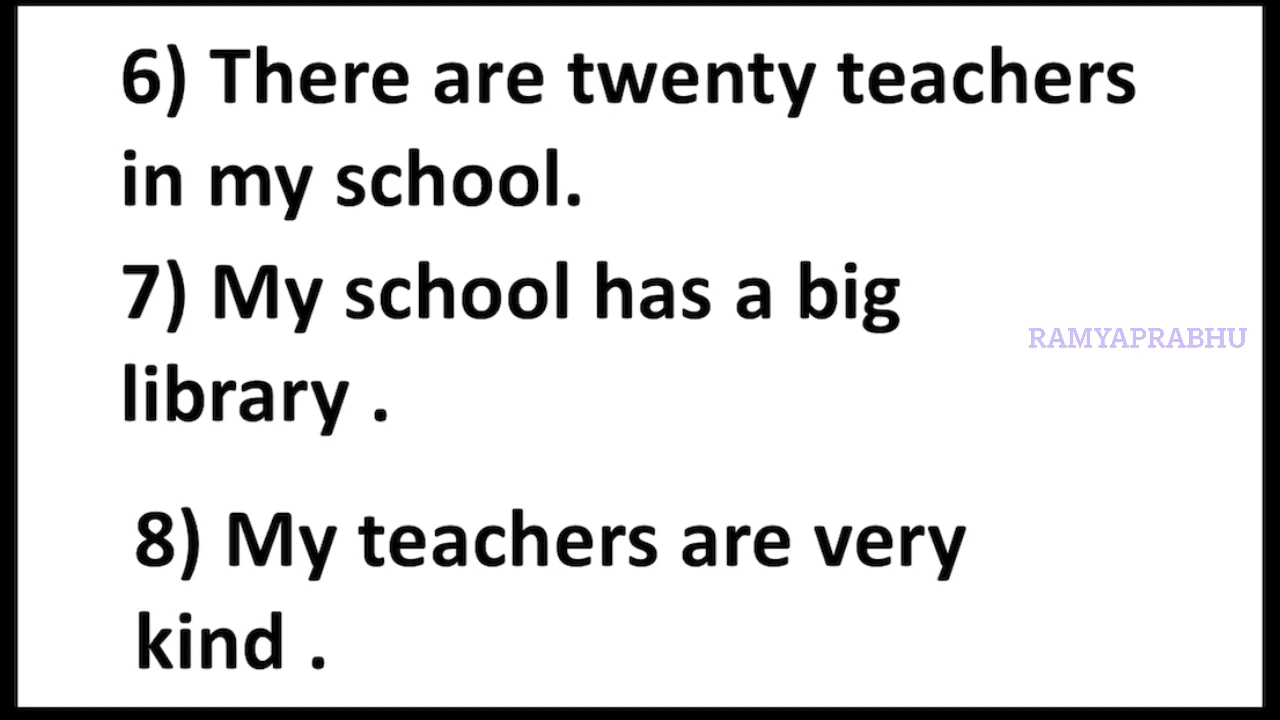 6) There are twenty teachers
in my school.
7) My school has a big
RAMYAPRABHU
library .
8) My teachers are very
kind .